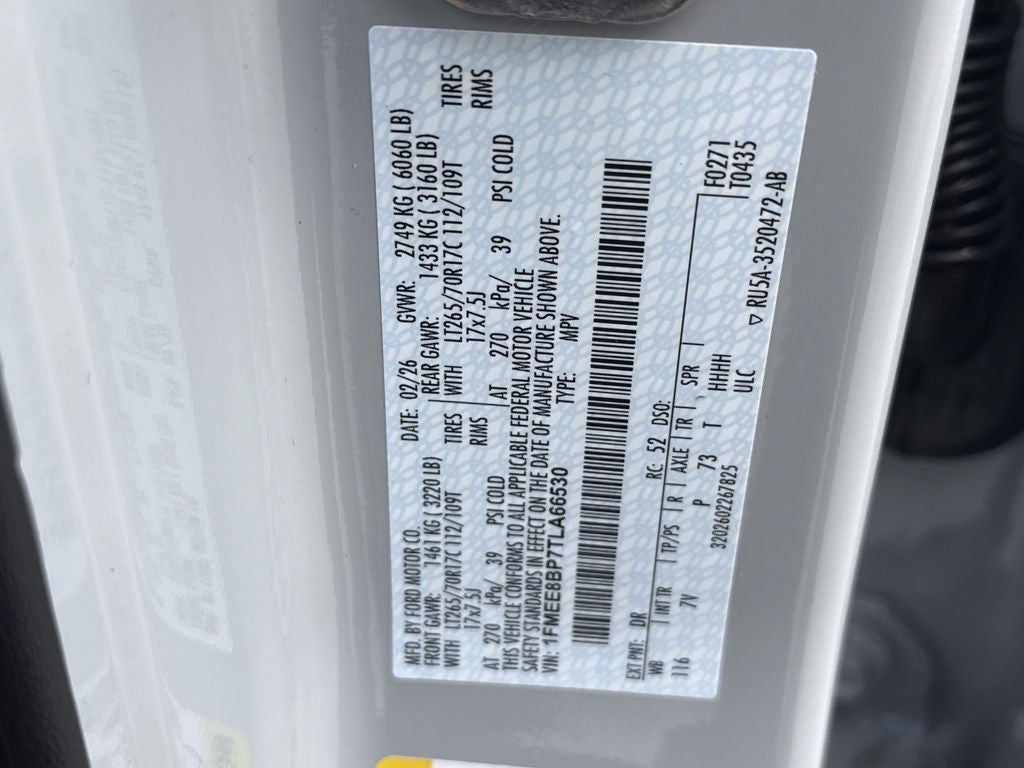 MFD. BY FORD MOTOR CO. DATE: 02/26 GVWR: 2749 KG ( 6060 LB)
FRONT GAWR: 1461 KG ( 3220 LB) REAR GAWR: 1433 KG ( 3160 LB)
WITH LT265/70R17C 112/109T TIRES WITH LT265/70R17C 112/109T TIRES
17x7.5J RIMS 17x7.5J RIMS
AT 270 kPa/ 39 PSI COLD AT 270 kPa/ 39 PSI COLD
THIS VEHICLE CONFORMS TO ALL APPLICABLE FEDERAL MOTOR VEHICLE
SAFETY STANDARDS IN EFFECT ON THE DATE OF MANUFACTURE SHOWN ABOVE.
VIN: 1FMEE8BP7TLA66530 TYPE: MPV
EXT PNT: DR RC: 52 DSO: F0271
WB INT TR TP/PS R AXLE TR SPR T0435
116 7V P 73 T HHHH
3202602267825 ULC
▽ RU5A-3520472-AB